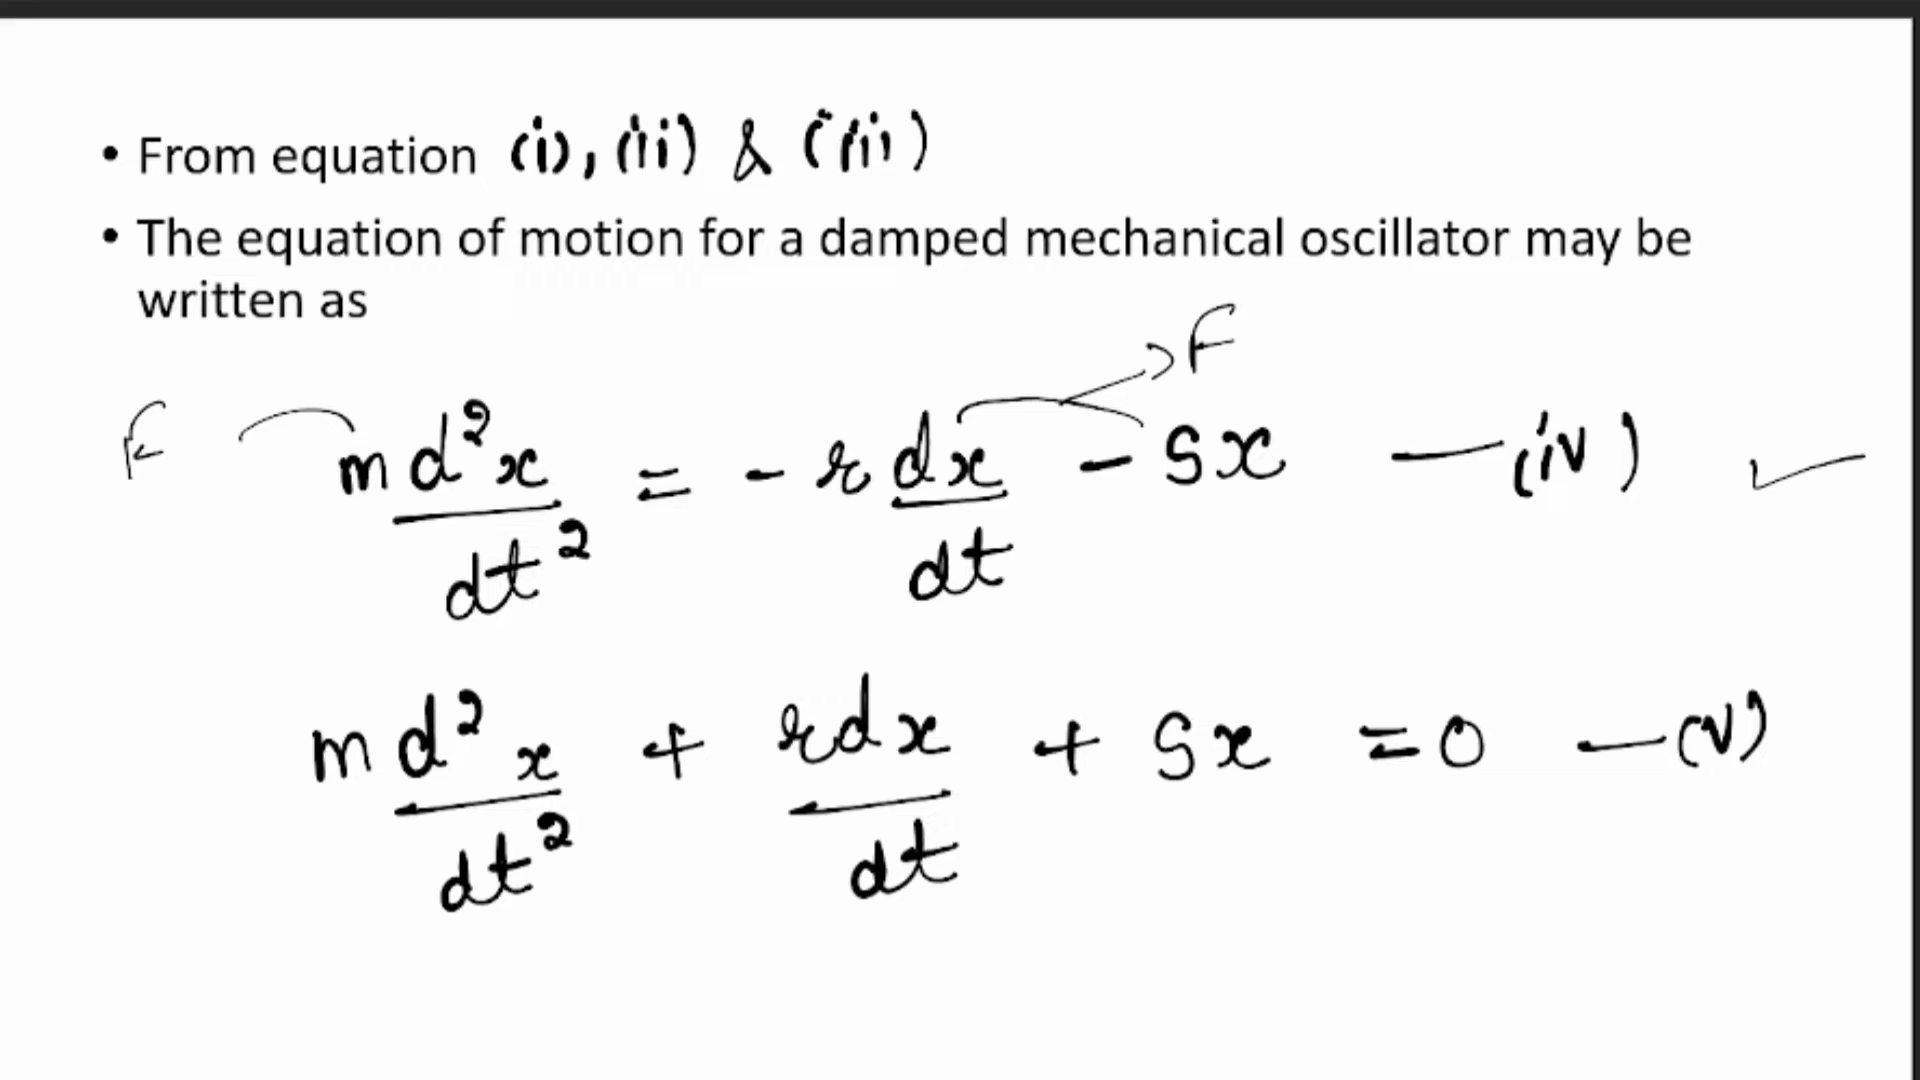 • From equation (i), (ii) & (iii)
• The equation of motion for a damped mechanical oscillator may be
written as
F
F m d²x/dt² = - r dx/dt - sx — (iv) ✓
m d²x/dt² + r dx/dt + sx = 0 — (v)